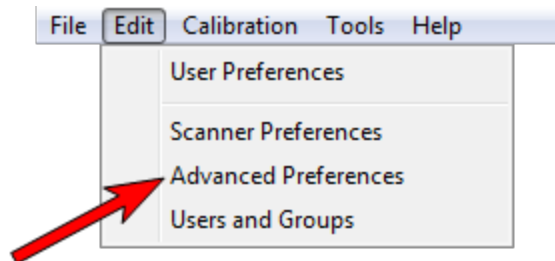 File Edit Calibration Tools Help
User Preferences
Scanner Preferences
Advanced Preferences
Users and Groups